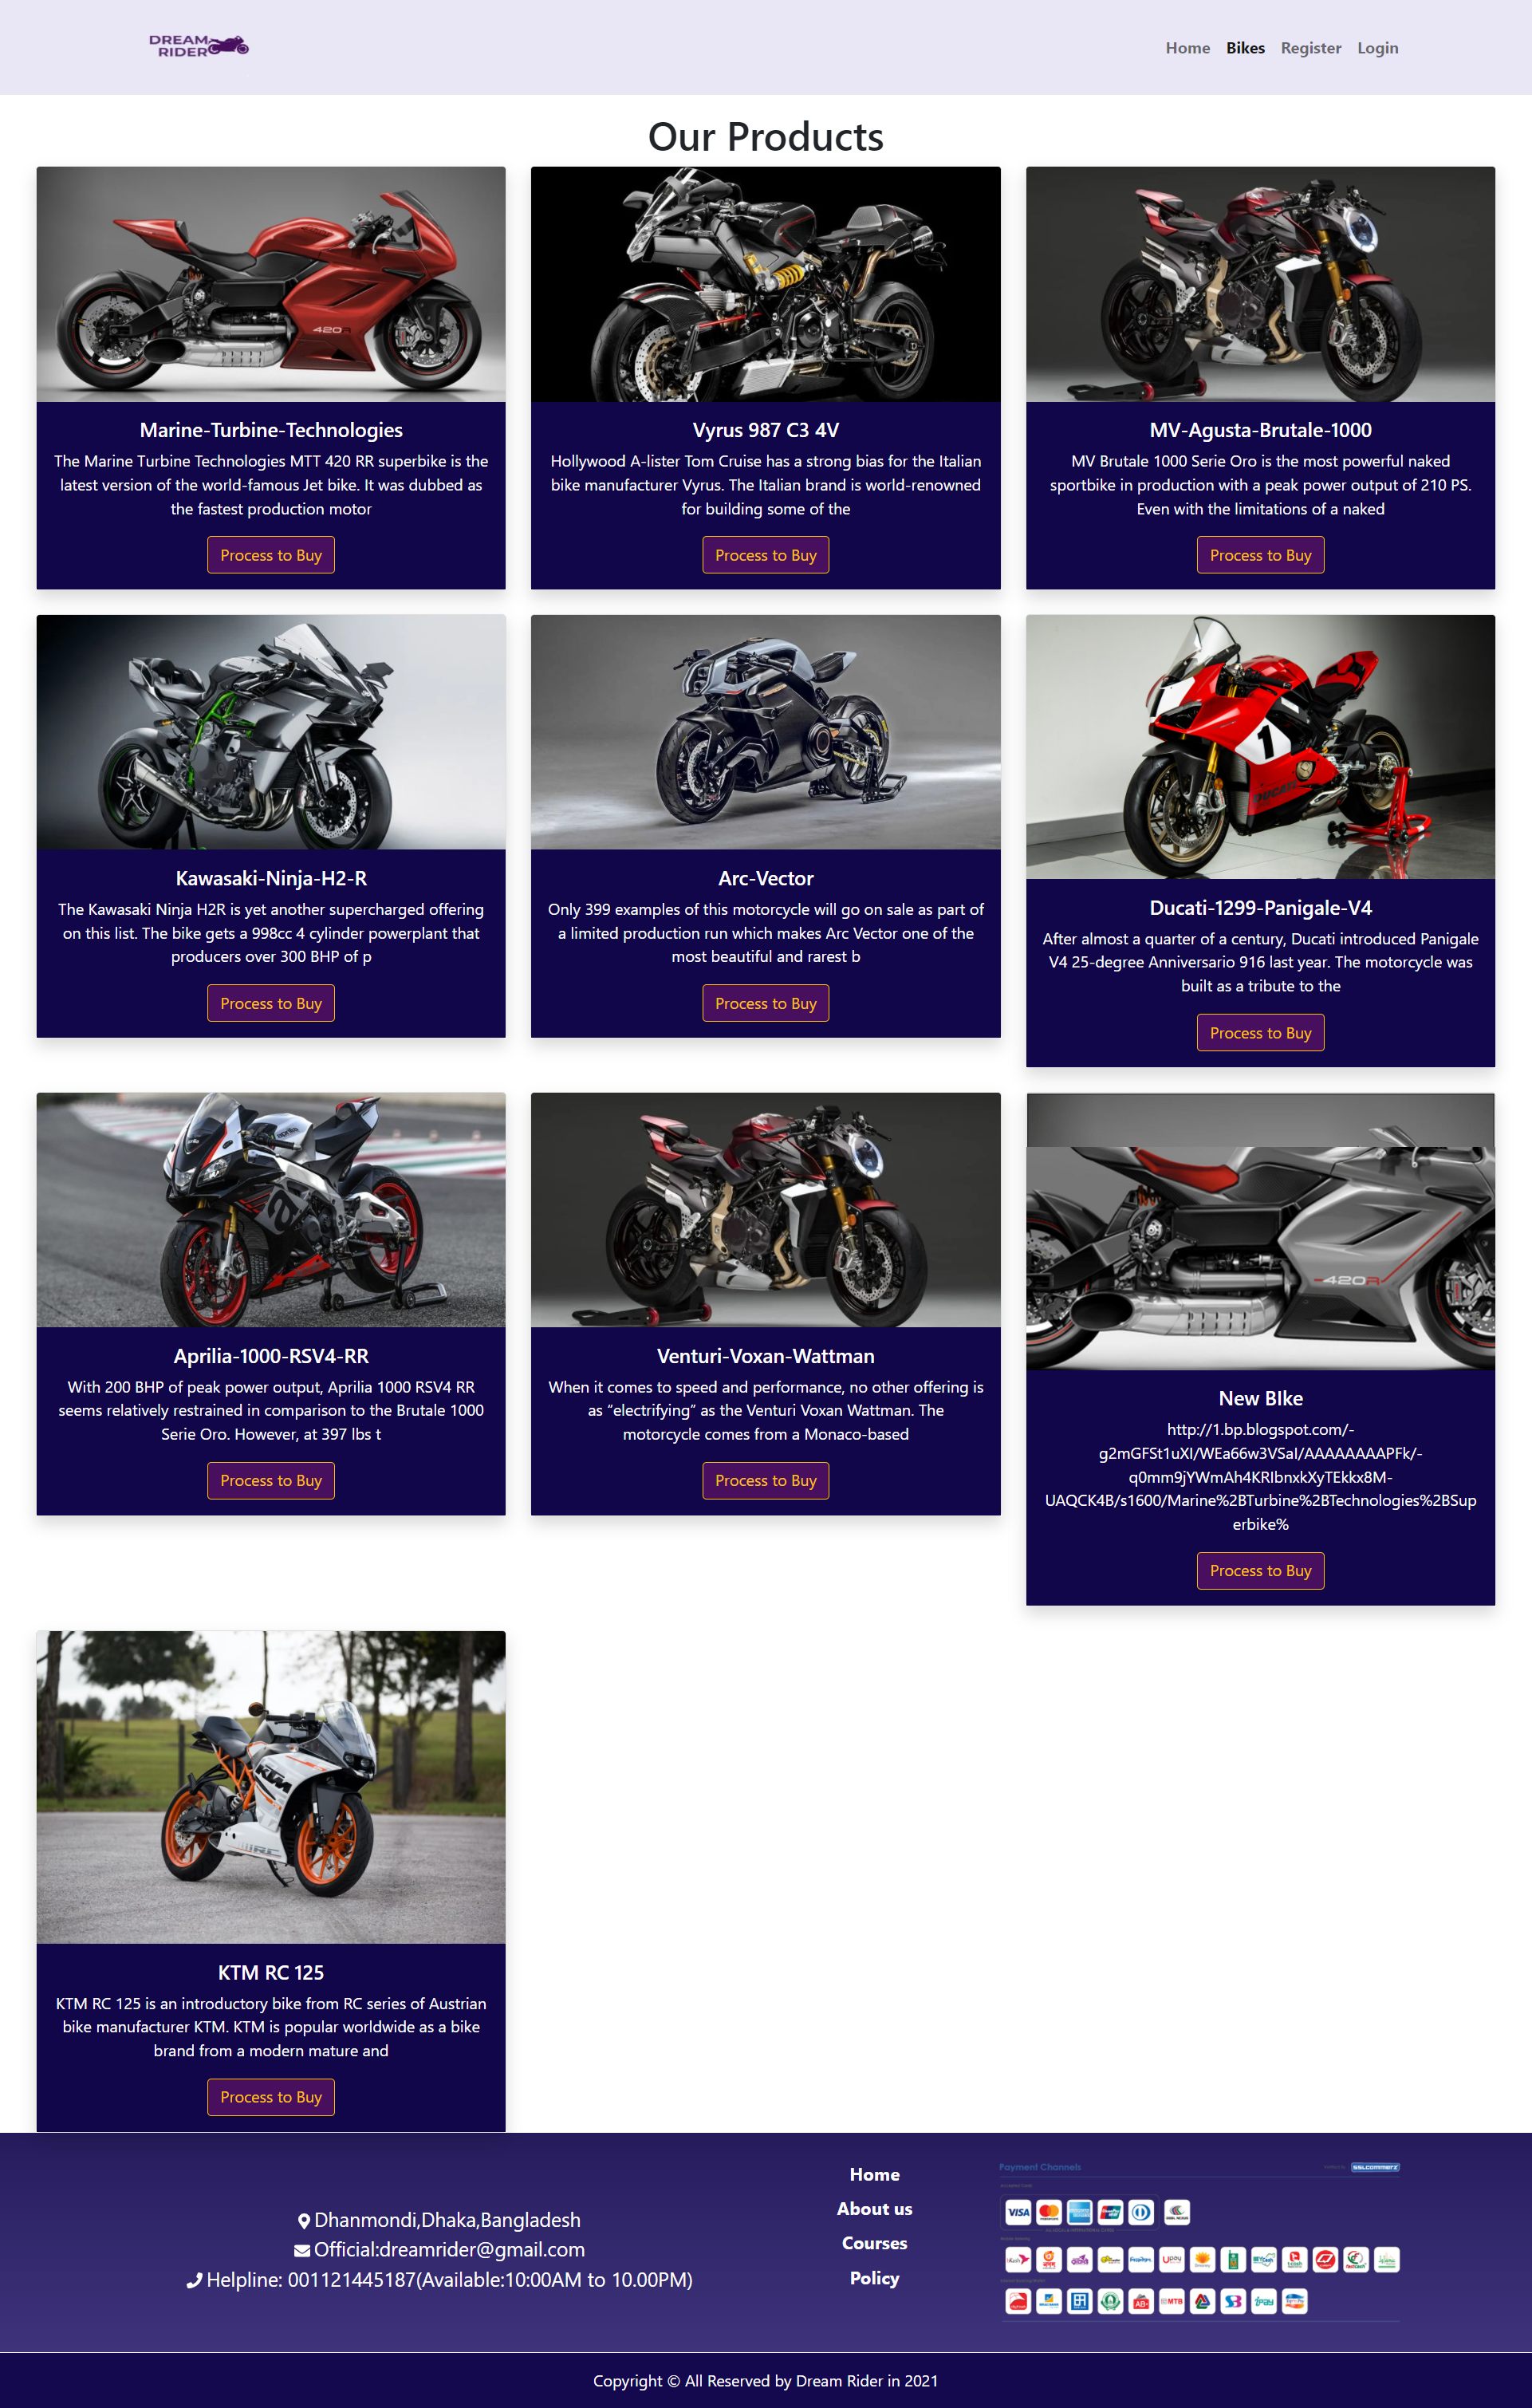 DREAM
RIDER
Home Bikes Register Login
Our Products
420R
Marine-Turbine-Technologies
The Marine Turbine Technologies MTT 420 RR superbike is the
latest version of the world-famous Jet bike. It was dubbed as
the fastest production motor
Process to Buy
Vyrus 987 C3 4V
Hollywood A-lister Tom Cruise has a strong bias for the Italian
bike manufacturer Vyrus. The Italian brand is world-renowned
for building some of the
Process to Buy
MV-Agusta-Brutale-1000
MV Brutale 1000 Serie Oro is the most powerful naked
sportbike in production with a peak power output of 210 PS.
Even with the limitations of a naked
Process to Buy
Kawasaki-Ninja-H2-R
The Kawasaki Ninja H2R is yet another supercharged offering
on this list. The bike gets a 998cc 4 cylinder powerplant that
producers over 300 BHP of p
Process to Buy
Arc-Vector
Only 399 examples of this motorcycle will go on sale as part of
a limited production run which makes Arc Vector one of the
most beautiful and rarest b
Process to Buy
1
DUCATI
Ducati-1299-Panigale-V4
After almost a quarter of a century, Ducati introduced Panigale
V4 25-degree Anniversario 916 last year. The motorcycle was
built as a tribute to the
Process to Buy
a
Aprilia-1000-RSV4-RR
With 200 BHP of peak power output, Aprilia 1000 RSV4 RR
seems relatively restrained in comparison to the Brutale 1000
Serie Oro. However, at 397 lbs t
Process to Buy
Venturi-Voxan-Wattman
When it comes to speed and performance, no other offering is
as “electrifying” as the Venturi Voxan Wattman. The
motorcycle comes from a Monaco-based
Process to Buy
420R
New BIke
http://1.bp.blogspot.com/-
g2mGFSt1uXI/WEa66w3VSaI/AAAAAAAAPFk/-
q0mm9jYWmAh4KRIbnxkXyTEkkx8M-
UAQCK4B/s1600/Marine%2BTurbine%2BTechnologies%2BSup
erbike%
Process to Buy
KTM
RC
KTM RC 125
KTM RC 125 is an introductory bike from RC series of Austrian
bike manufacturer KTM. KTM is popular worldwide as a bike
brand from a modern mature and
Process to Buy
Dhanmondi,Dhaka,Bangladesh
Official:dreamrider@gmail.com
Helpline: 001121445187(Available:10:00AM to 10.00PM)
Home
About us
Courses
Policy
Payment Channels
SSLCOMMERZ
VISA
Upay
AB
MTB
iPay
Copyright © All Reserved by Dream Rider in 2021